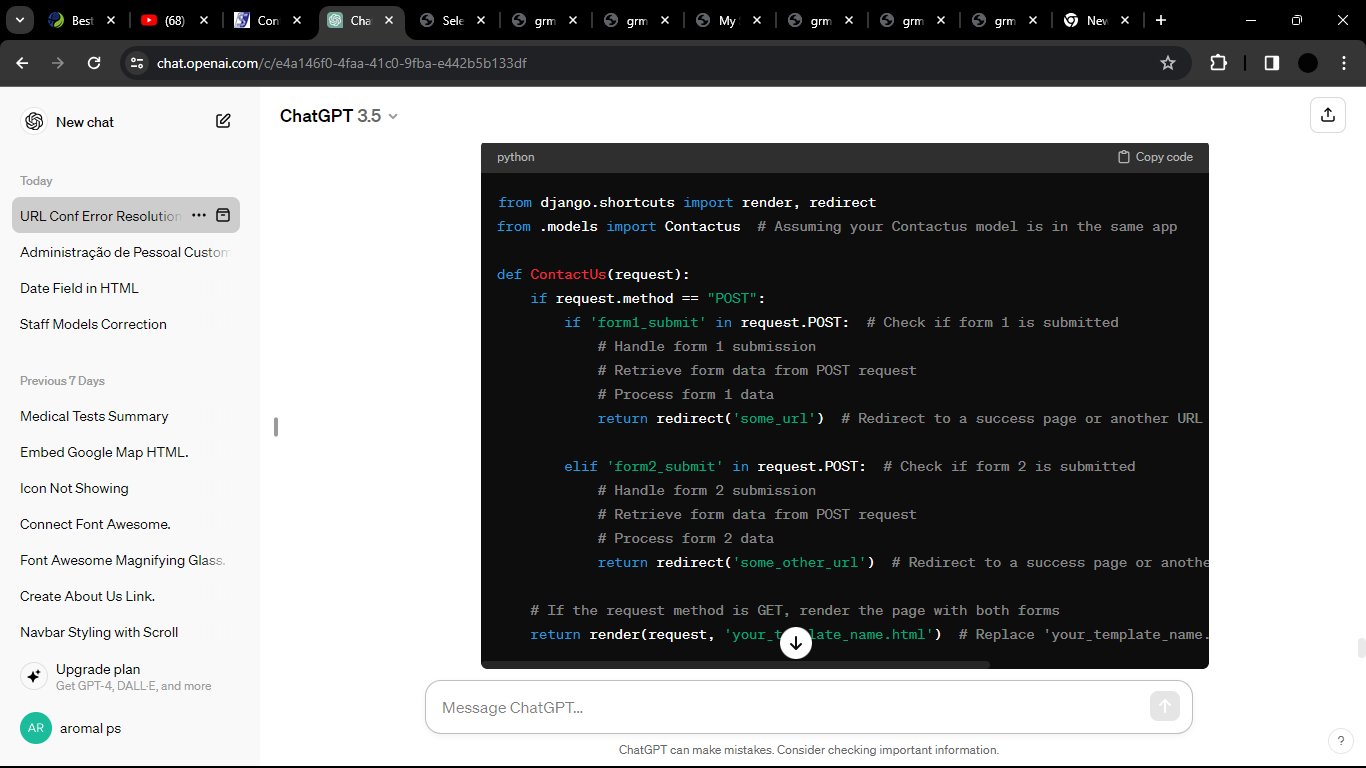 Best
(68)
Con
Cha
Sele
grm
grm
My
grm
grm
grm
New
chat.openai.com/c/e4a146f0-4faa-41c0-9fba-e442b5b133df
New chat
Today
URL Conf Error Resolution
Administração de Pessoal Custom
Date Field in HTML
Staff Models Correction
Previous 7 Days
Medical Tests Summary
Embed Google Map HTML.
Icon Not Showing
Connect Font Awesome.
Font Awesome Magnifying Glass.
Create About Us Link.
Navbar Styling with Scroll
Upgrade plan
Get GPT-4, DALL·E, and more
AR
aromal ps
ChatGPT 3.5
python
Copy code
from django.shortcuts import render, redirect
from .models import Contactus  # Assuming your Contactus model is in the same app
def ContactUs(request):
    if request.method == "POST":
        if 'form1_submit' in request.POST:  # Check if form 1 is submitted
            # Handle form 1 submission
            # Retrieve form data from POST request
            # Process form 1 data
            return redirect('some_url')  # Redirect to a success page or another URL
        elif 'form2_submit' in request.POST:  # Check if form 2 is submitted
            # Handle form 2 submission
            # Retrieve form data from POST request
            # Process form 2 data
            return redirect('some_other_url')  # Redirect to a success page or anothe
    # If the request method is GET, render the page with both forms
    return render(request, 'your_t late_name.html')  # Replace 'your_template_name.
Message ChatGPT...
ChatGPT can make mistakes. Consider checking important information.
?